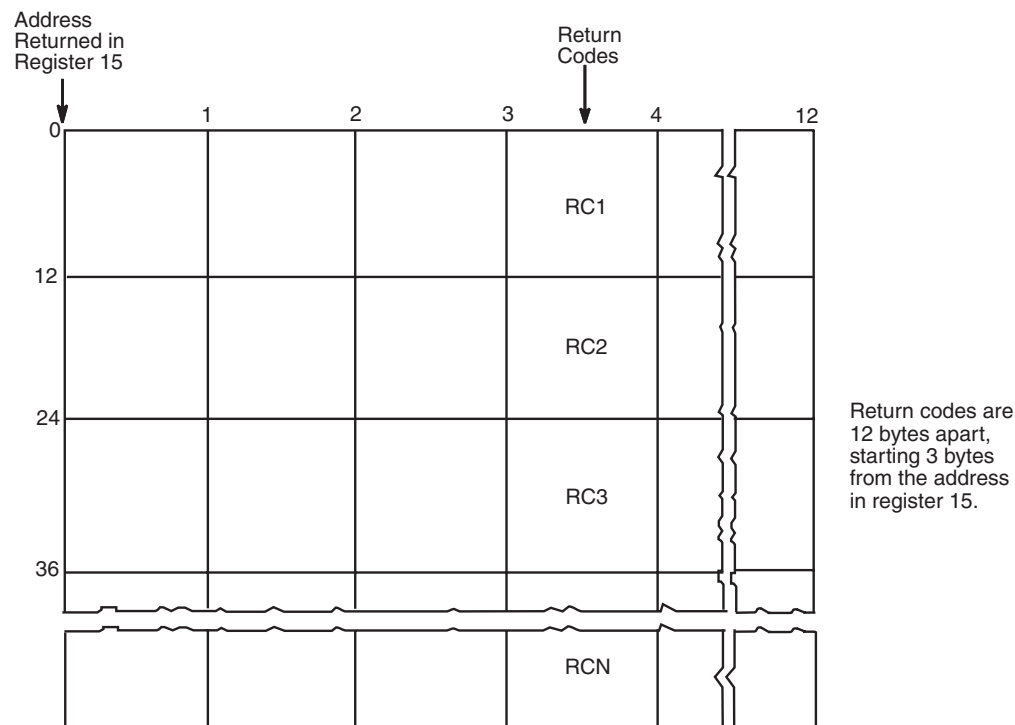 Address
Returned in
Register 15
Return
Codes
1 2 3 4 12
0
RC1
12
RC2
24
Return codes are
12 bytes apart,
starting 3 bytes
from the address
in register 15.
RC3
36
RCN